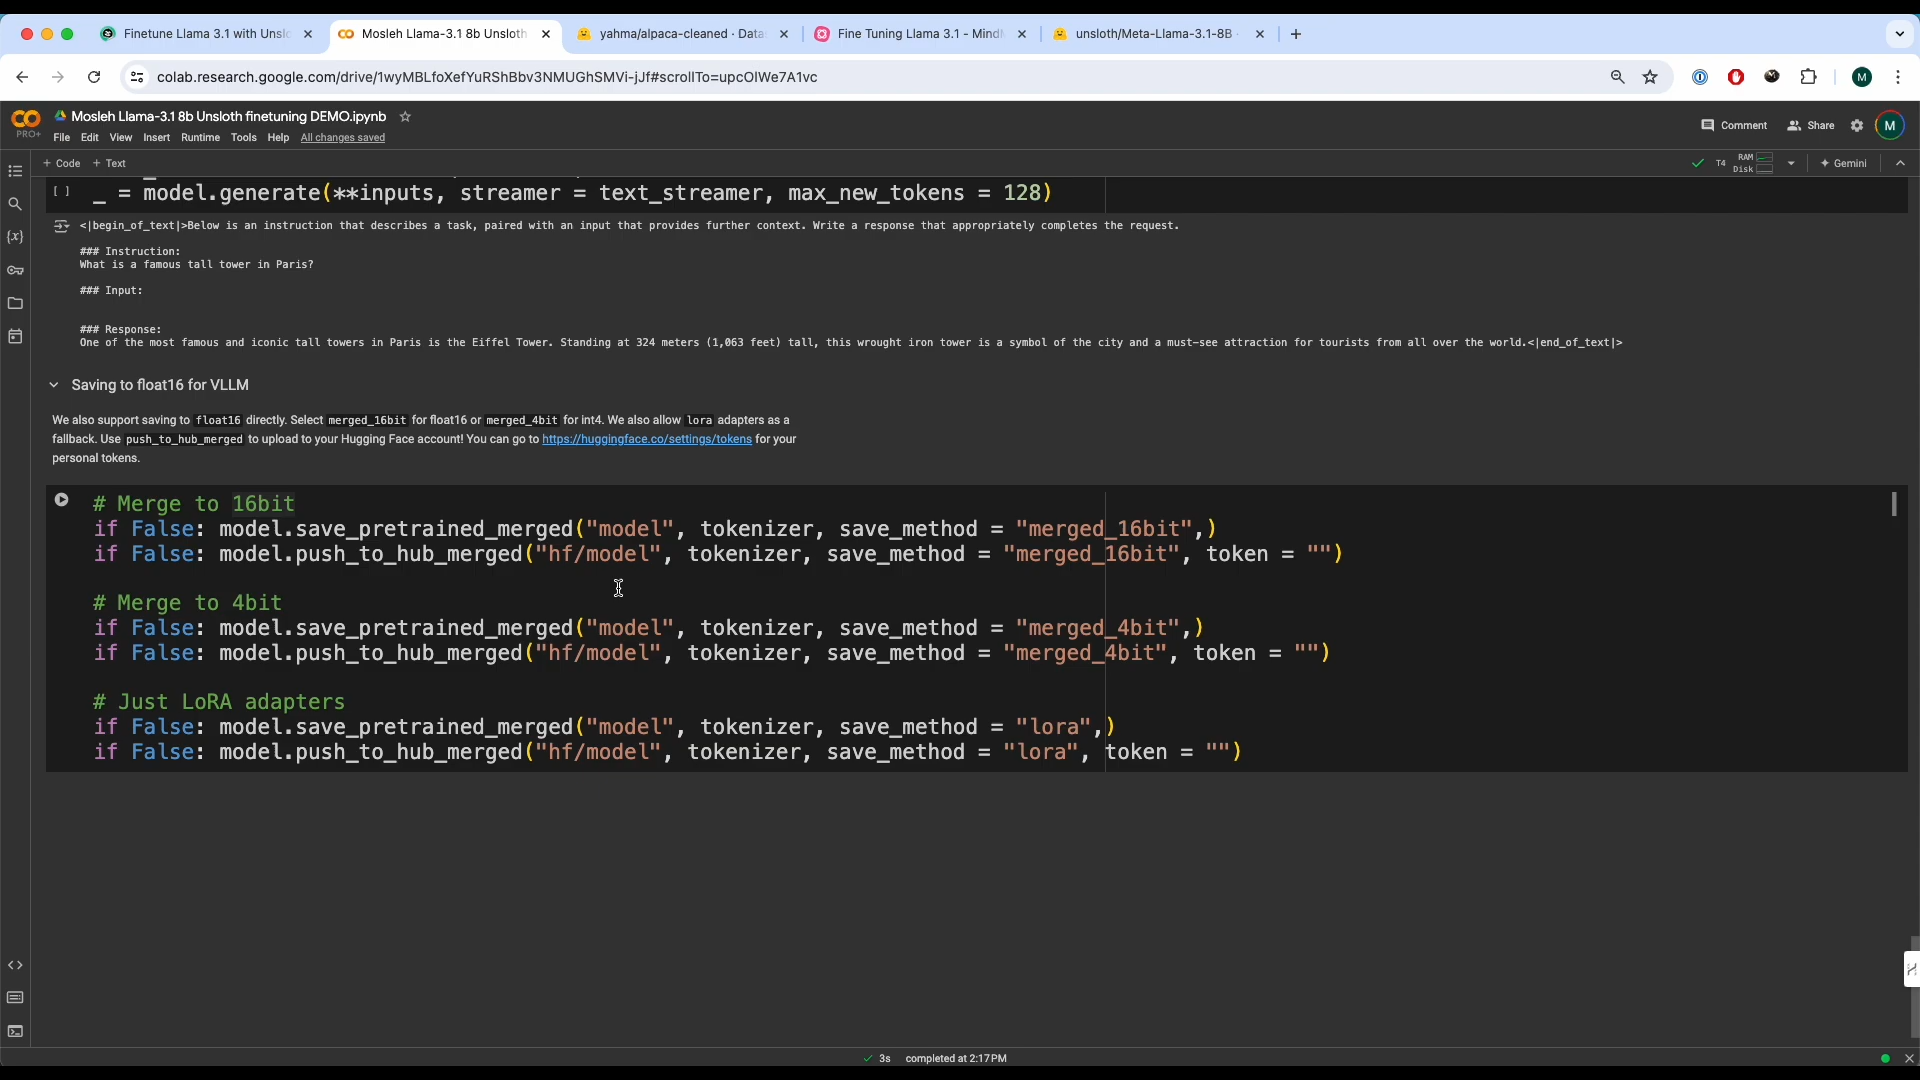 Finetune Llama 3.1 with Unslo
Mosleh Llama-3.1 8b Unsloth
yahma/alpaca-cleaned · Data
Fine Tuning Llama 3.1 - Mind
unsloth/Meta-Llama-3.1-8B
colab.research.google.com/drive/1wyMBLfoXefYuRShBbv3NMUGhSMVi-jJf#scrollTo=upcOlWe7A1vc
Mosleh Llama-3.1 8b Unsloth finetuning DEMO.ipynb
PRO+
File Edit View Insert Runtime Tools Help All changes saved
Comment Share M
+ Code + Text
T4 RAM Disk Gemini
[ ] _ = model.generate(**inputs, streamer = text_streamer, max_new_tokens = 128)
<|begin_of_text|>Below is an instruction that describes a task, paired with an input that provides further context. Write a response that appropriately completes the request.
### Instruction:
What is a famous tall tower in Paris?
### Input:
### Response:
One of the most famous and iconic tall towers in Paris is the Eiffel Tower. Standing at 324 meters (1,063 feet) tall, this wrought iron tower is a symbol of the city and a must-see attraction for tourists from all over the world.<|end_of_text|>
Saving to float16 for VLLM
We also support saving to float16 directly. Select merged_16bit for float16 or merged_4bit for int4. We also allow lora adapters as a
fallback. Use push_to_hub_merged to upload to your Hugging Face account! You can go to https://huggingface.co/settings/tokens for your
personal tokens.
# Merge to 16bit
if False: model.save_pretrained_merged("model", tokenizer, save_method = "merged_16bit",)
if False: model.push_to_hub_merged("hf/model", tokenizer, save_method = "merged_16bit", token = "")
# Merge to 4bit
if False: model.save_pretrained_merged("model", tokenizer, save_method = "merged_4bit",)
if False: model.push_to_hub_merged("hf/model", tokenizer, save_method = "merged_4bit", token = "")
# Just LoRA adapters
if False: model.save_pretrained_merged("model", tokenizer, save_method = "lora",)
if False: model.push_to_hub_merged("hf/model", tokenizer, save_method = "lora", token = "")
3s completed at 2:17 PM